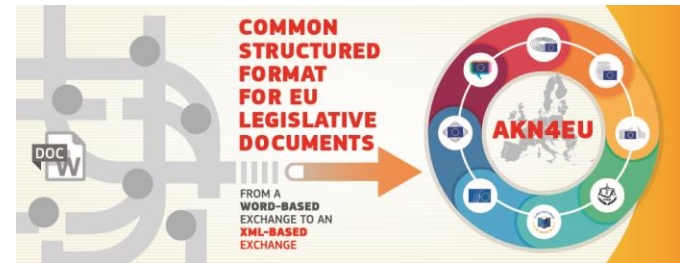 COMMON
STRUCTURED
FORMAT
FOR EU
LEGISLATIVE
DOCUMENTS
DOC
W
FROM A
WORD-BASED
EXCHANGE TO AN
XML-BASED
EXCHANGE
AKN4EU